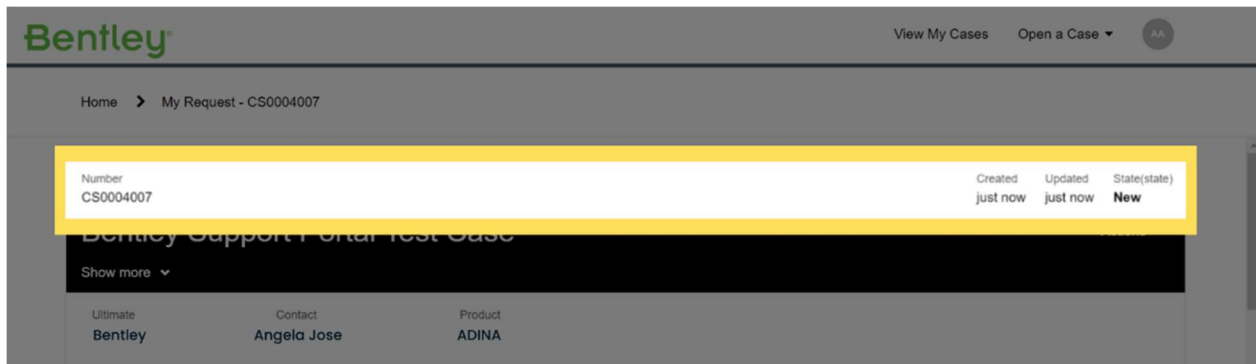 Bentley
View My Cases Open a Case AA
Home My Request - CS0004007
Number Created Updated State(state)
CS0004007 just now just now New
Bentley Support Portal Test Case
Show more
Ultimate Contact Product
Bentley Angela Jose ADINA